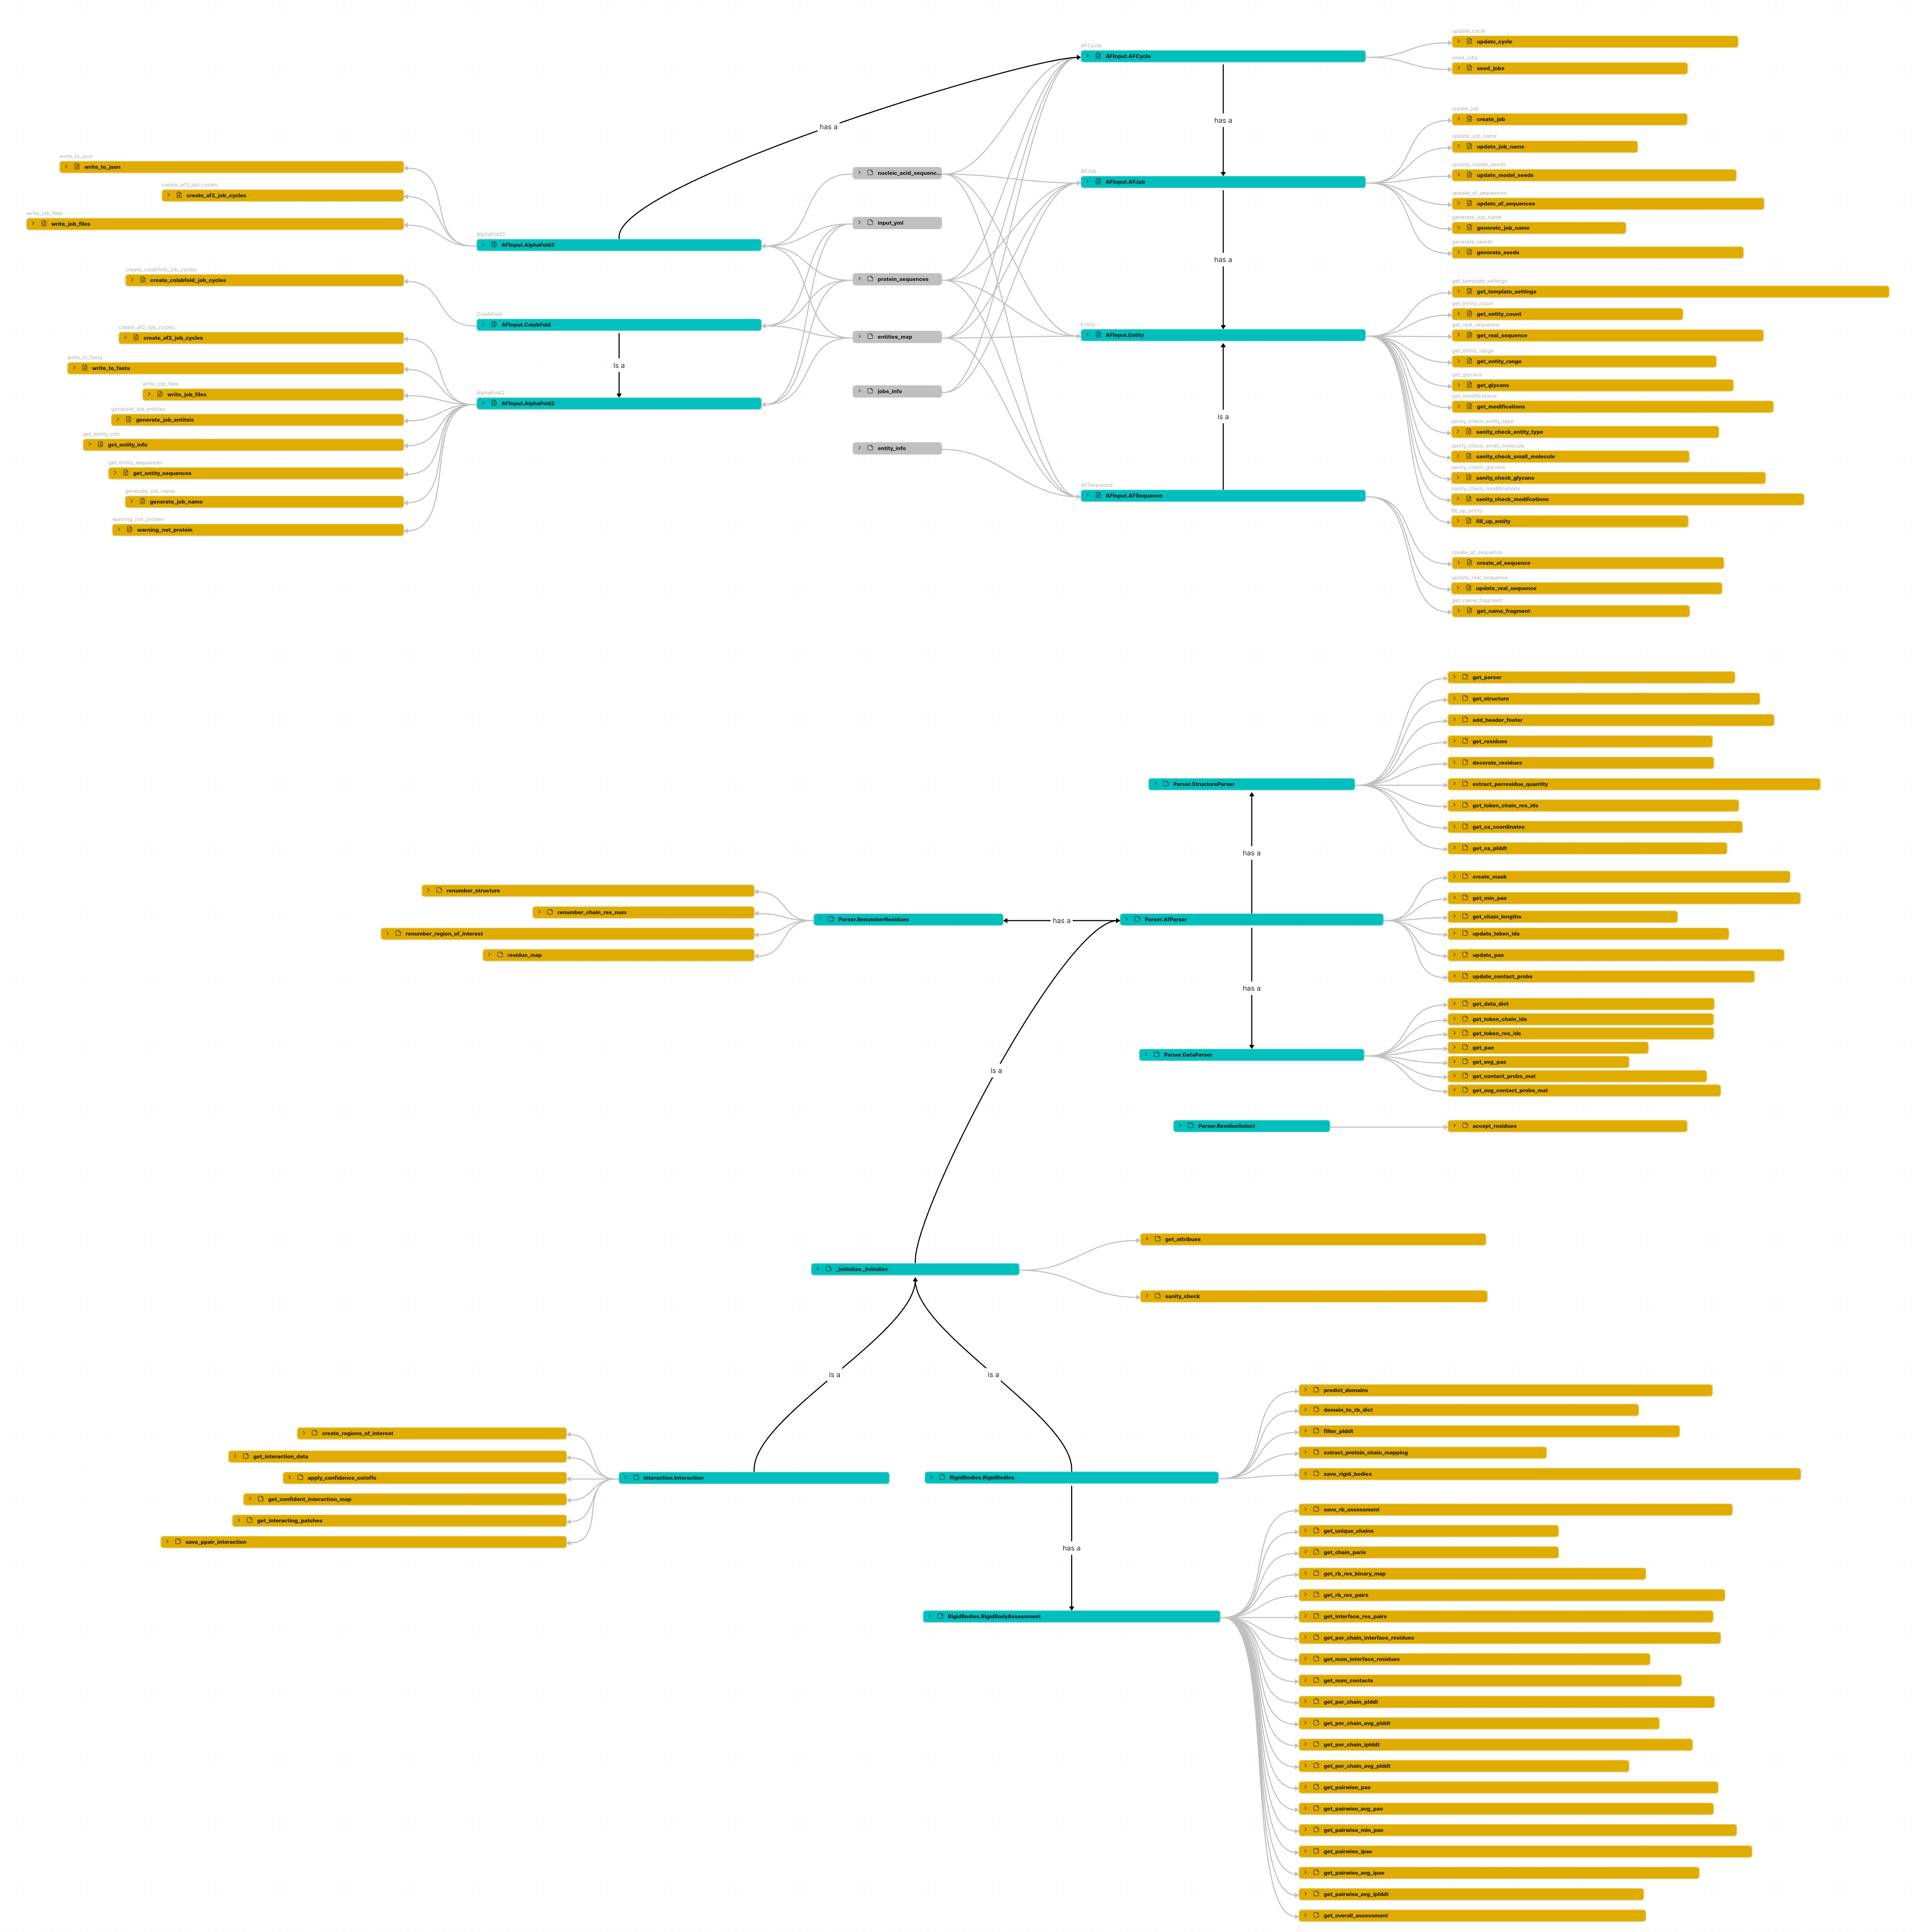 AFCycle
AFInput.AFCycle
update_cycle
update_cycle
seed_jobs
seed_jobs
has a
has a
create_job
create_job
update_job_name
update_job_name
update_model_seeds
update_model_seeds
update_af_sequences
update_af_sequences
generate_job_name
generate_job_name
generate_seeds
generate_seeds
AFJob
AFInput.AFJob
write_to_json
write_to_json
create_af3_job_cycles
create_af3_job_cycles
write_job_files
write_job_files
AlphaFold3
AFInput.AlphaFold3
create_colabfold_job_cycles
create_colabfold_job_cycles
ColabFold
AFInput.ColabFold
is a
create_af2_job_cycles
create_af2_job_cycles
write_to_fasta
write_to_fasta
write_job_files
write_job_files
generate_job_entities
generate_job_entiteis
get_entity_info
get_entity_info
get_entity_sequences
get_entity_sequences
generate_job_name
generate_job_name
warning_not_protein
warning_not_protein
AlphaFold2
AFInput.AlphaFold2
nucleic_acid_sequenc...
input_yml
protein_sequences
entities_map
jobs_info
entity_info
has a
Entity
AFInput.Entity
is a
AFSequence
AFInput.AFSequence
get_template_settings
get_template_settings
get_entity_count
get_entity_count
get_real_sequence
get_real_sequence
get_entity_range
get_entity_range
get_glycans
get_glycans
get_modifications
get_modifications
sanity_check_entity_type
sanity_check_entity_type
sanity_check_small_molecule
sanity_check_small_molecule
sanity_check_glycans
sanity_check_glycans
sanity_check_modifications
sanity_check_modifcations
fill_up_entity
fill_up_entity
create_af_sequence
create_af_sequence
update_real_sequence
update_real_sequence
get_name_fragment
get_name_fragment
get_parser
get_structure
add_header_footer
get_residues
decorate_residues
Parser.StructureParser
extract_perresidue_quantity
get_token_chain_res_ids
get_ca_coordinates
get_ca_plddt
has a
renumber_structure
renumber_chain_res_num
renumber_region_of_interest
residue_map
Parser.RenumberResidues
has a
Parser.AfParser
create_mask
get_min_pae
get_chain_lengths
update_token_ids
update_pae
update_contact_probs
has a
Parser.DataParser
get_data_dict
get_token_chain_ids
get_token_res_ids
get_pae
get_avg_pae
get_contact_probs_mat
get_avg_contact_probs_mat
is a
Parser.ResidueSelect
accept_residues
_Initialize._Initialize
get_attribues
sanity_check
is a
is a
create_regions_of_interest
get_interaction_data
apply_confidence_cutoffs
get_confident_interaction_map
get_interacting_patches
save_ppair_interaction
Interaction.Interaction
RigidBodies.RigidBodies
predict_domains
domain_to_rb_dict
filter_plddt
extract_protein_chain_mapping
save_rigid_bodies
has a
RigidBodies.RigidBodyAssessment
save_rb_assessment
get_unique_chains
get_chain_paris
get_rb_res_binary_map
get_rb_res_pairs
get_interface_res_pairs
get_per_chain_interface_residues
get_num_interface_residues
get_num_contacts
get_per_chain_plddt
get_per_chain_avg_plddt
get_per_chain_iplddt
get_per_chain_avg_plddt
get_pairwise_pae
get_pairwise_avg_pae
get_pairwise_min_pae
get_pairwise_ipae
get_pairwise_avg_ipae
get_pairwise_avg_iplddt
get_overall_assessment